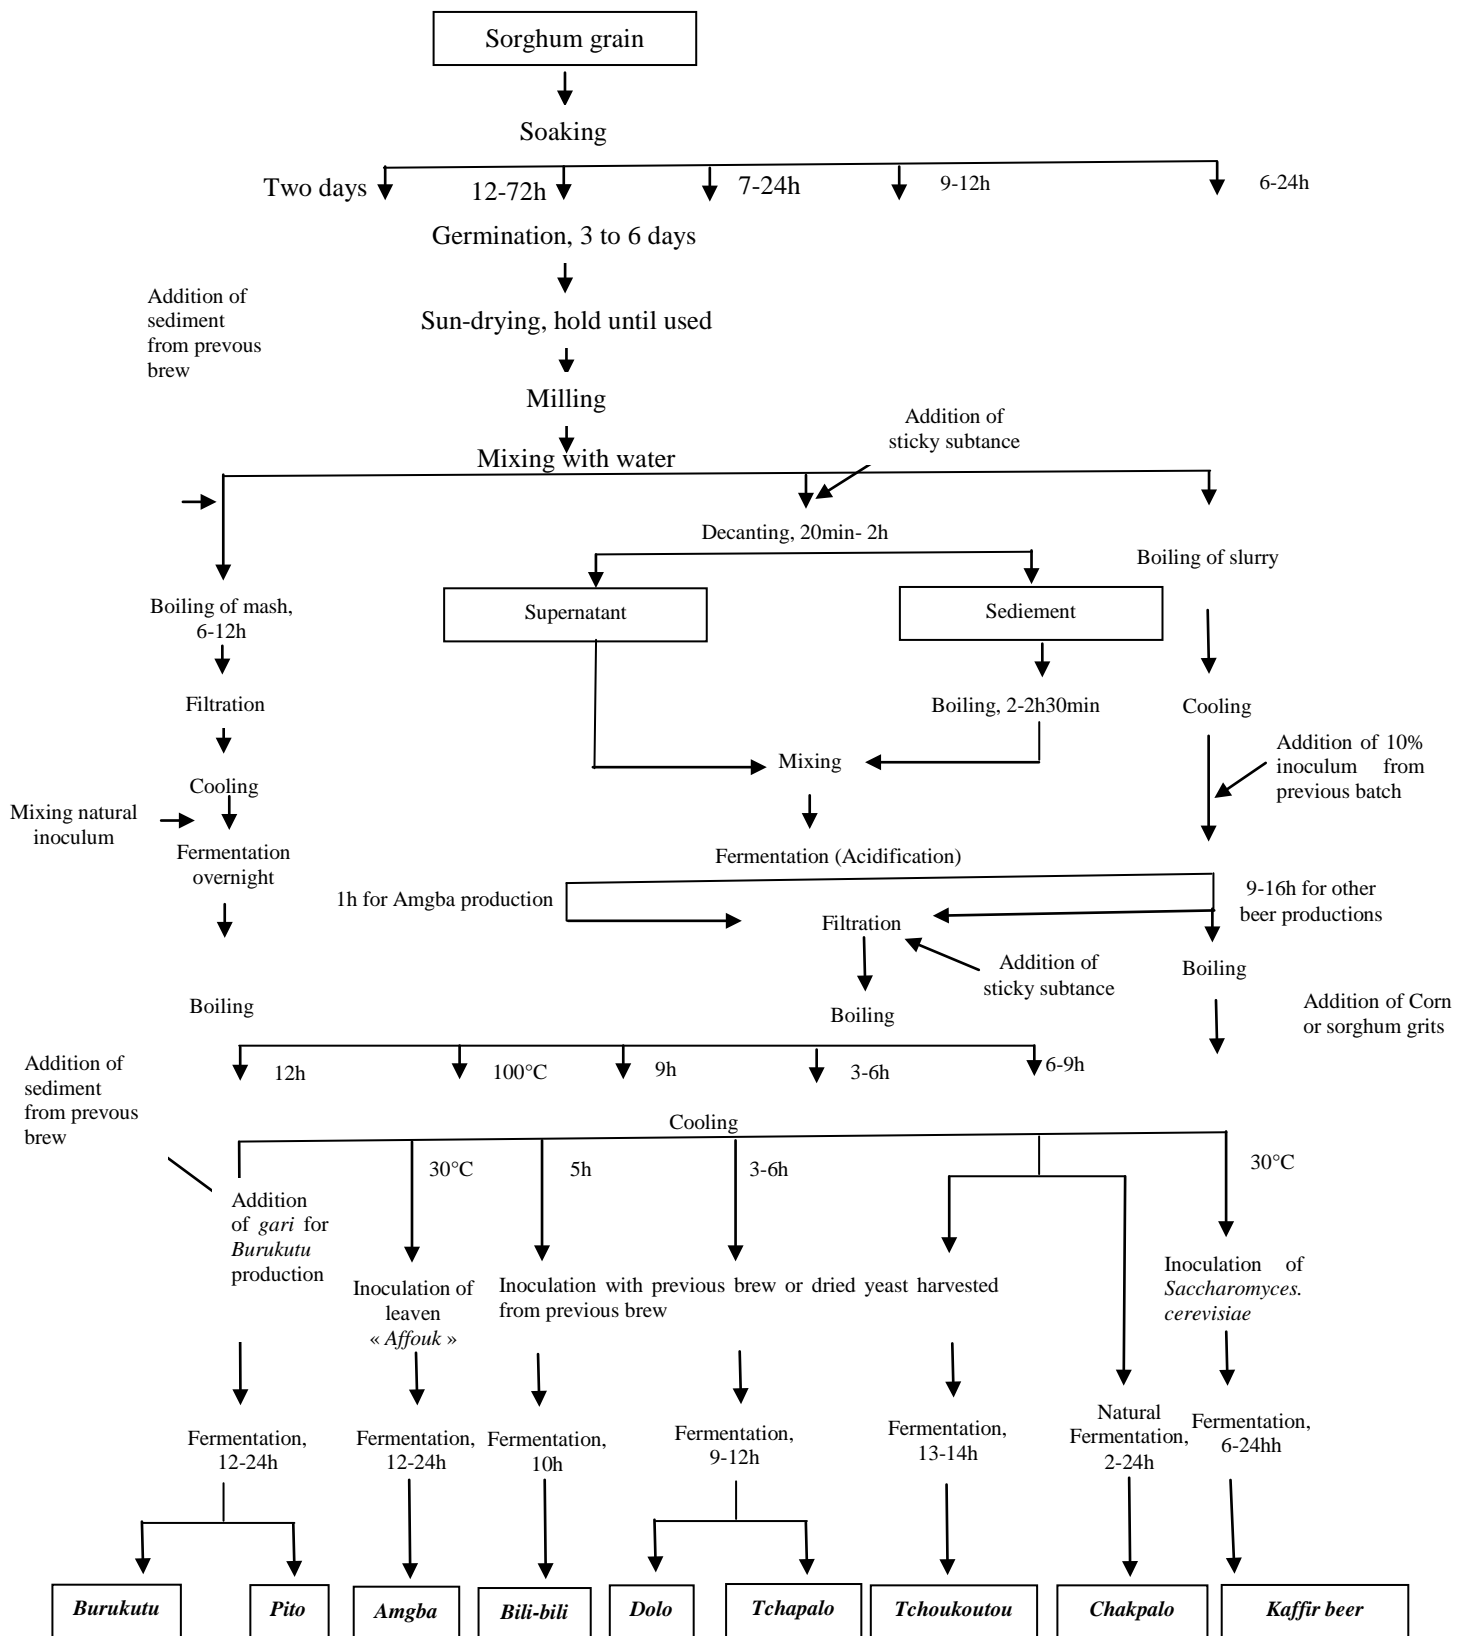 Sorghum grain
Soaking
Two days
12-72h
7-24h
9-12h
6-24h
Germination, 3 to 6 days
Addition of
sediment
from prevous
brew
Sun-drying, hold until used
Milling
Addition of
sticky subtance
Mixing with water
Decanting, 20min- 2h
Boiling of slurry
Boiling of mash,
6-12h
Supernatant
Sediement
Filtration
Boiling, 2-2h30min
Cooling
Mixing
Addition of 10%
inoculum from
previous batch
Cooling
Mixing natural
inoculum
Fermentation
overnight
Fermentation (Acidification)
1h for Amgba production
9-16h for other
beer productions
Filtration
Addition of
sticky subtance
Boiling
Boiling
Boiling
Addition of Corn
or sorghum grits
Addition of
sediment
from prevous
brew
12h
100°C
9h
3-6h
6-9h
Cooling
30°C
5h
3-6h
30°C
Addition
of gari for
Burukutu
production
Inoculation of
leaven
« Affouk »
Inoculation with previous brew or dried yeast harvested
from previous brew
Inoculation of
Saccharomyces.
cerevisiae
Fermentation,
12-24h
Fermentation,
12-24h
Fermentation,
10h
Fermentation,
9-12h
Fermentation,
13-14h
Natural
Fermentation,
2-24h
Fermentation,
6-24hh
Burukutu
Pito
Amgba
Bili-bili
Dolo
Tchapalo
Tchoukoutou
Chakpalo
Kaffir beer